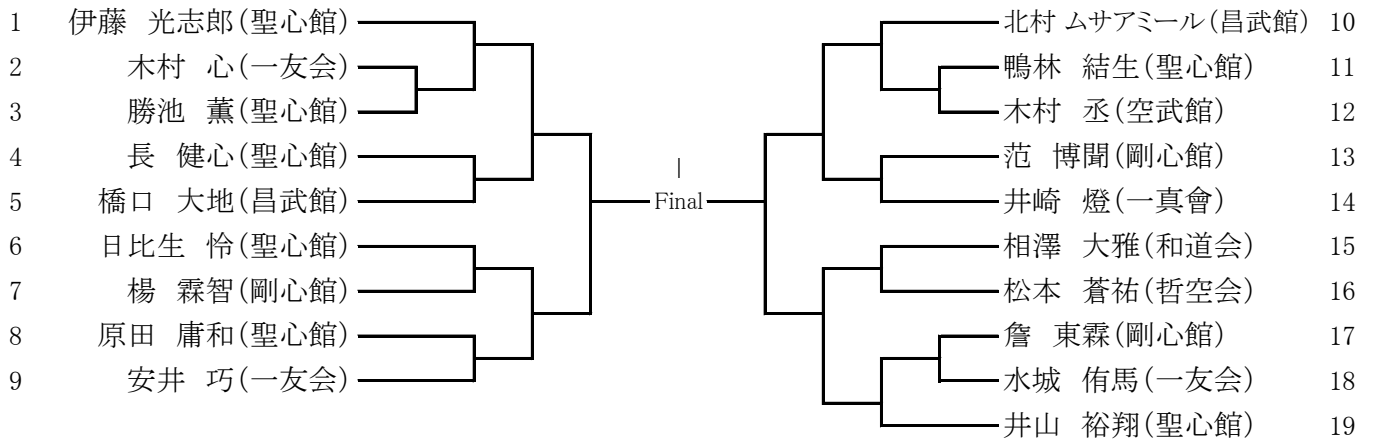 1 伊藤 光志郎(聖心館)
2 木村 心(一友会)
3 勝池 薫(聖心館)
4 長 健心(聖心館)
5 橋口 大地(昌武館)
6 日比生 怜(聖心館)
7 楊 霖智(剛心館)
8 原田 庸和(聖心館)
9 安井 巧(一友会)
Final
北村 ムサアミール(昌武館) 10
鴨林 結生(聖心館) 11
木村 丞(空武館) 12
范 博聞(剛心館) 13
井崎 燈(一真會) 14
相澤 大雅(和道会) 15
松本 蒼祐(哲空会) 16
詹 東霖(剛心館) 17
水城 侑馬(一友会) 18
井山 裕翔(聖心館) 19